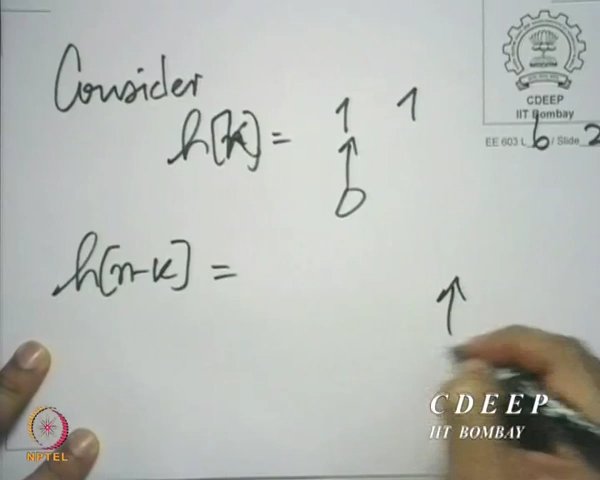 Consider
h[k] = 1 1
↑
0
h[n-k] =
↑
CDEEP
IIT Bombay
EE 603 L 6 / Slide 2
CDEEP
IIT BOMBAY
NPTEL